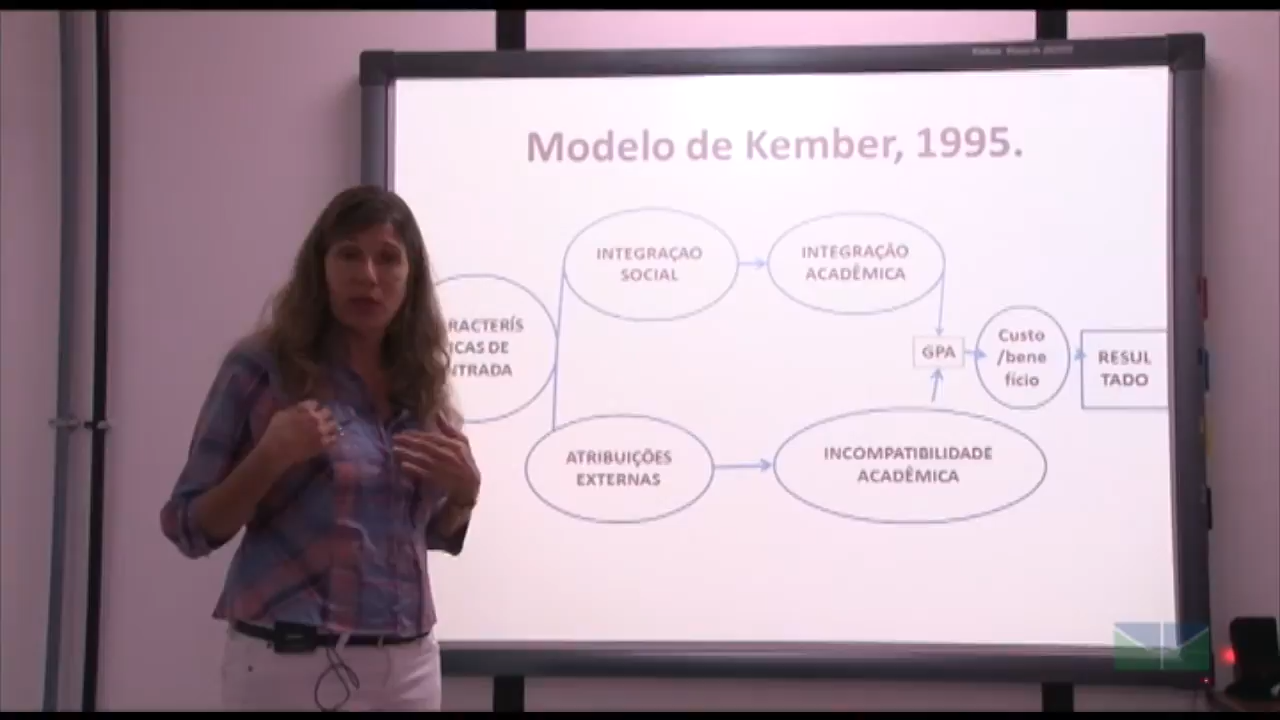 Modelo de Kember, 1995.
INTEGRAÇAO
SOCIAL
INTEGRAÇÃO
ACADÊMICA
RACTERÍS
ICAS DE
NTRADA
GPA
Custo
/bene
fício
RESUL
TADO
ATRIBUIÇÕES
EXTERNAS
INCOMPATIBILIDADE
ACADÊMICA